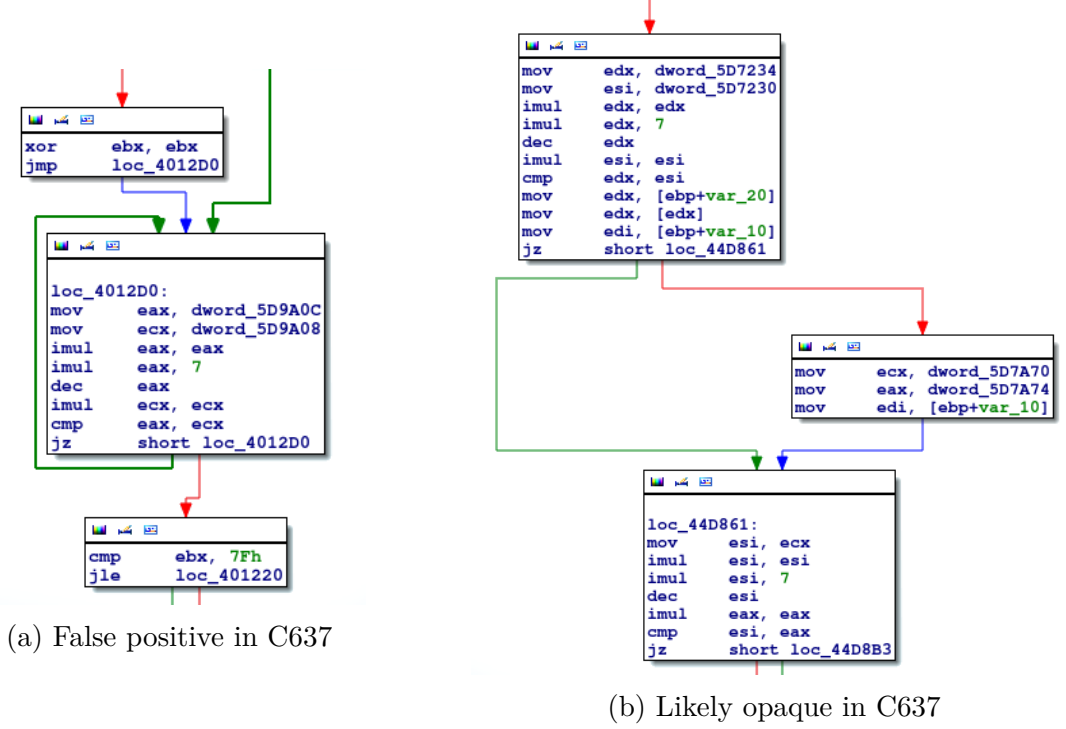 xor ebx, ebx
jmp loc_4012D0
loc_4012D0:
mov eax, dword_5D9A0C
mov ecx, dword_5D9A08
imul eax, eax
imul eax, 7
dec eax
imul ecx, ecx
cmp eax, ecx
jz short loc_4012D0
cmp ebx, 7Fh
jle loc_401220
(a) False positive in C637
mov edx, dword_5D7234
mov esi, dword_5D7230
imul edx, edx
imul edx, 7
dec edx
imul esi, esi
cmp edx, esi
mov edx, [ebp+var_20]
mov edx, [edx]
mov edi, [ebp+var_10]
jz short loc_44D861
mov ecx, dword_5D7A70
mov eax, dword_5D7A74
mov edi, [ebp+var_10]
loc_44D861:
mov esi, ecx
imul esi, esi
imul esi, 7
dec esi
imul eax, eax
cmp esi, eax
jz short loc_44D8B3
(b) Likely opaque in C637